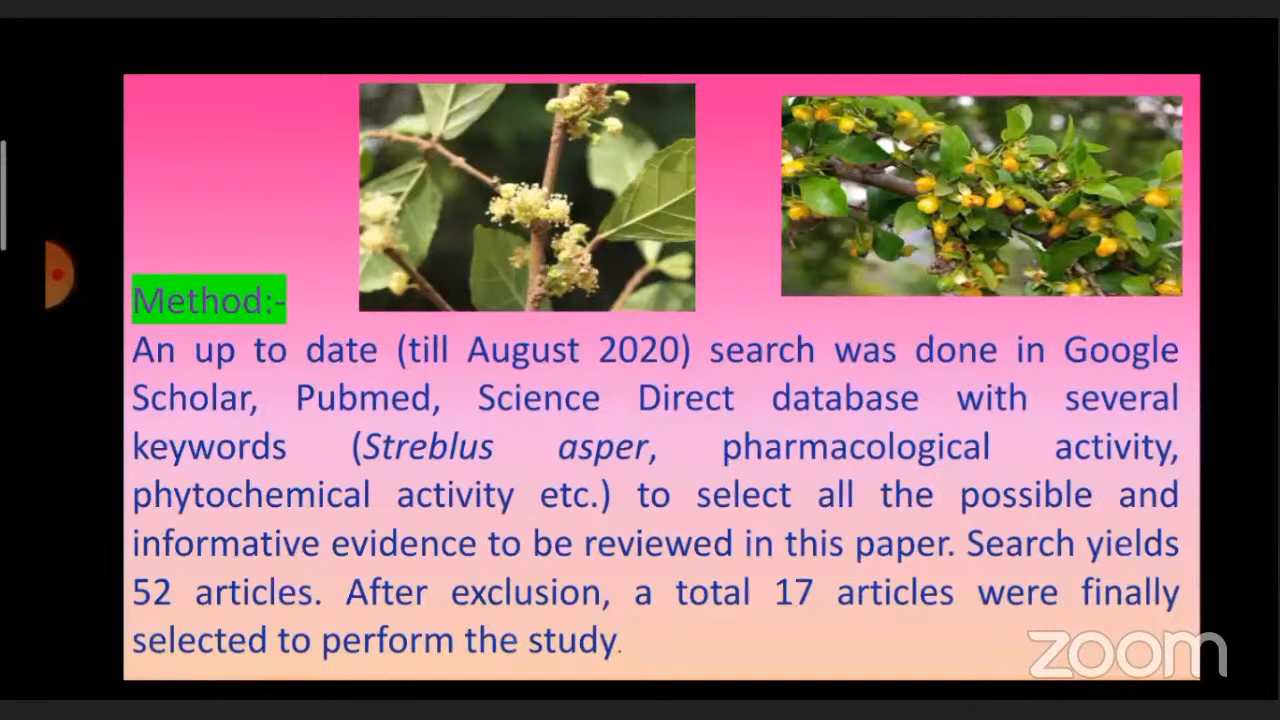 Method:-
An up to date (till August 2020) search was done in Google
Scholar, Pubmed, Science Direct database with several
keywords (Streblus asper, pharmacological activity,
phytochemical activity etc.) to select all the possible and
informative evidence to be reviewed in this paper. Search yields
52 articles. After exclusion, a total 17 articles were finally
selected to perform the study.
zoom